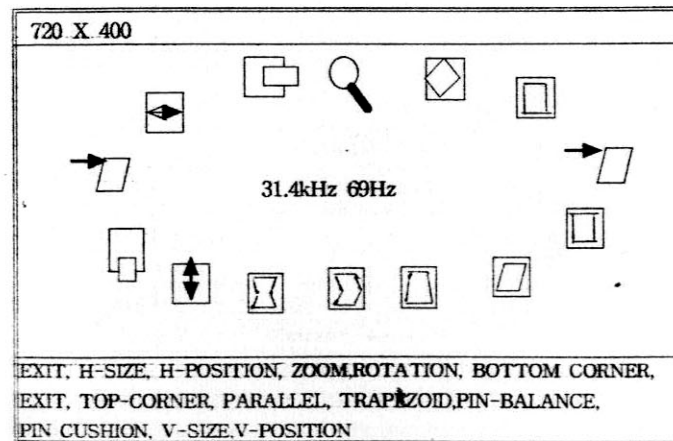 720 X 400
31.4kHz 69Hz
EXIT, H-SIZE, H-POSITION, ZOOM,ROTATION, BOTTOM CORNER,
EXIT, TOP-CORNER, PARALLEL, TRAPEZOID,PIN-BALANCE,
PIN CUSHION, V-SIZE,V-POSITION